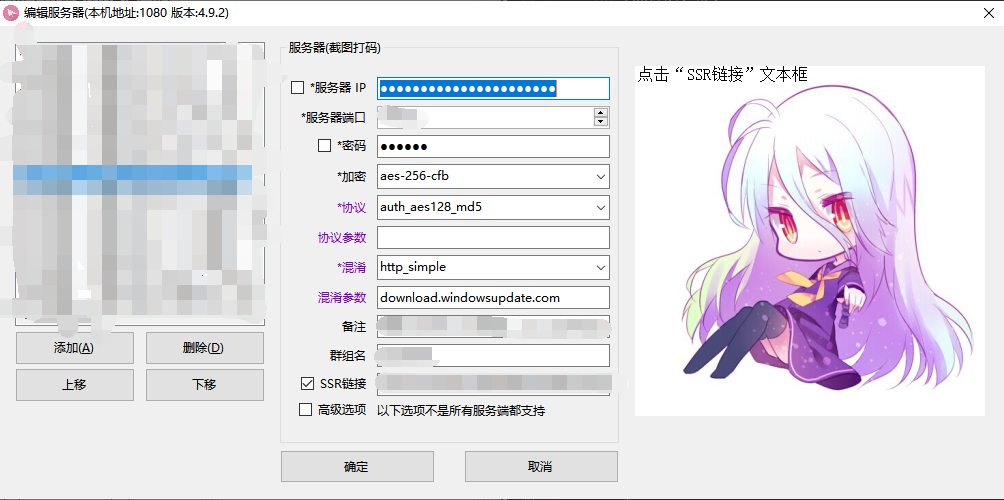 编辑服务器(本机地址:1080 版本:4.9.2)
服务器(截图打码)
*服务器 IP
*服务器端口
*密码 ●●●●●●
*加密 aes-256-cfb
*协议 auth_aes128_md5
协议参数
*混淆 http_simple
混淆参数 download.windowsupdate.com
备注
群组名
SSR链接
高级选项 以下选项不是所有服务端都支持
添加(A) 删除(D)
上移 下移
确定 取消
点击“SSR链接”文本框